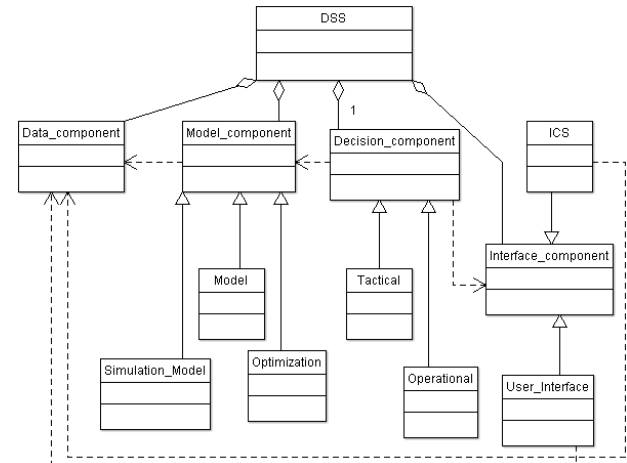 DSS
1
Data_component
Model_component
Decision_component
ICS
Interface_component
Model
Tactical
Simulation_Model
Optimization
Operational
User_Interface